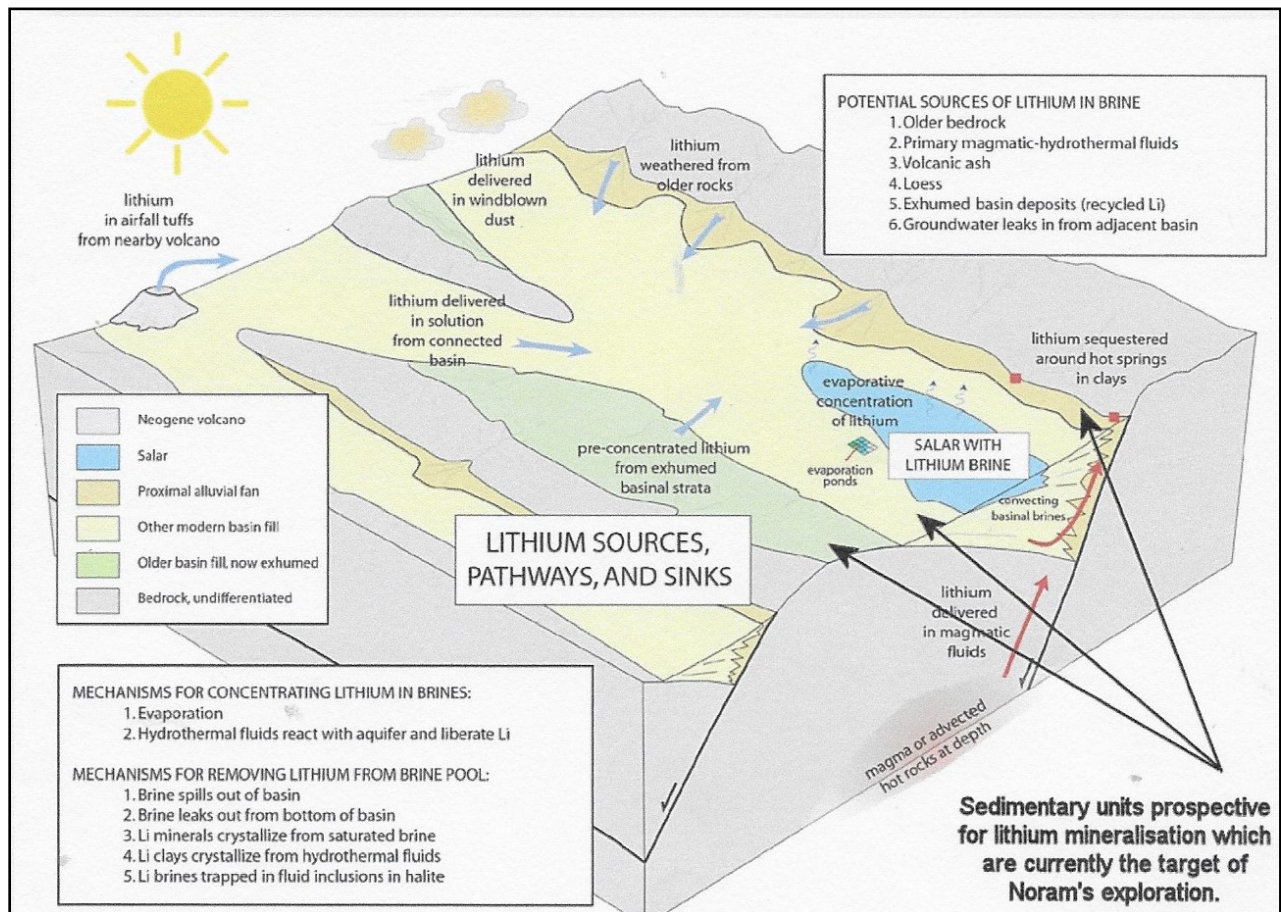 lithium
in airfall tuffs
from nearby volcano
lithium
delivered
in windblown
dust
lithium
weathered from
older rocks
POTENTIAL SOURCES OF LITHIUM IN BRINE
1. Older bedrock
2. Primary magmatic-hydrothermal fluids
3. Volcanic ash
4. Loess
5. Exhumed basin deposits (recycled Li)
6. Groundwater leaks in from adjacent basin
lithium delivered
in solution
from connected
basin
lithium sequestered
around hot springs
in clays
evaporative
concentration
of lithium
SALAR WITH
LITHIUM BRINE
evaporation
ponds
convecting
basinal brines
pre-concentrated lithium
from exhumed
basinal strata
Neogene volcano
Salar
Proximal alluvial fan
Other modern basin fill
Older basin fill, now exhumed
Bedrock, undifferentiated
LITHIUM SOURCES,
PATHWAYS, AND SINKS
lithium
delivered
in magmatic
fluids
magma or advected
hot rocks at depth
MECHANISMS FOR CONCENTRATING LITHIUM IN BRINES:
1. Evaporation
2. Hydrothermal fluids react with aquifer and liberate Li
MECHANISMS FOR REMOVING LITHIUM FROM BRINE POOL:
1. Brine spills out of basin
2. Brine leaks out from bottom of basin
3. Li minerals crystallize from saturated brine
4. Li clays crystallize from hydrothermal fluids
5. Li brines trapped in fluid inclusions in halite
Sedimentary units prospective
for lithium mineralisation which
are currently the target of
Noram's exploration.